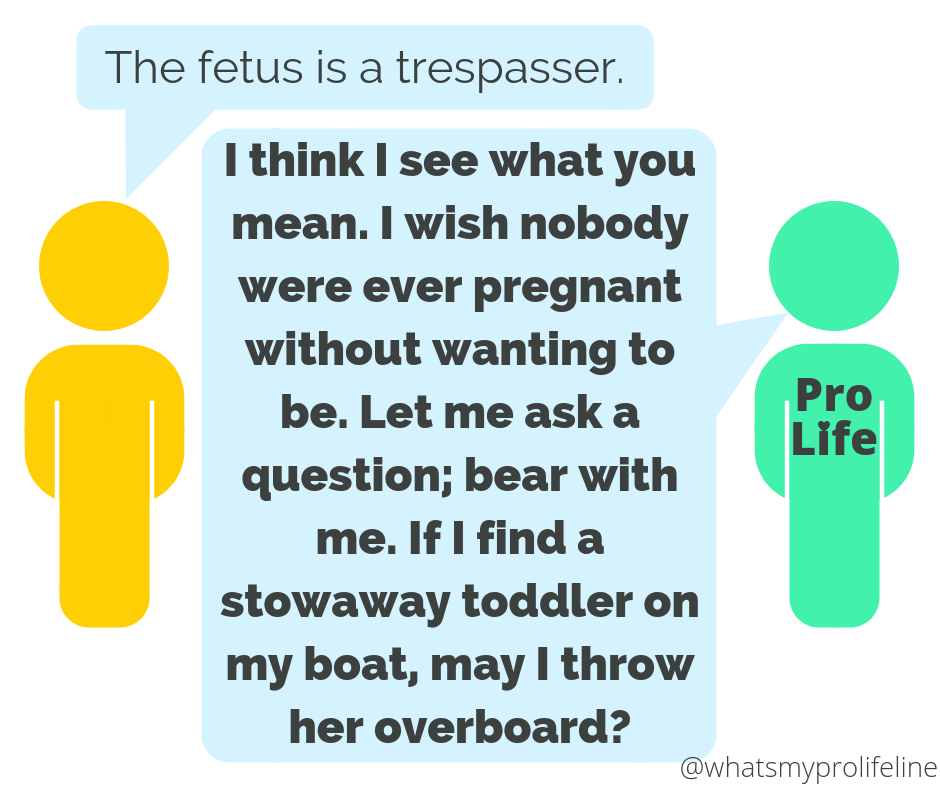 The fetus is a trespasser.
I think I see what you
mean. I wish nobody
were ever pregnant
without wanting to
be. Let me ask a
question; bear with
me. If I find a
stowaway toddler on
my boat, may I throw
her overboard?
Pro
Life
@whatsmyprolifeline